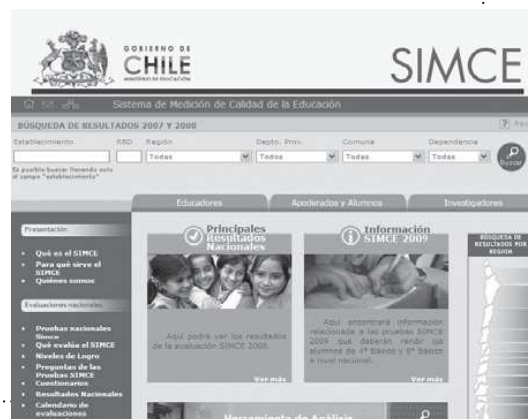 GOBIERNO DE
CHILE
MINISTERIO DE EDUCACIÓN
SIMCE
Sistema de Medición de Calidad de la Educación
BÚSQUEDA DE RESULTADOS 2007 Y 2008
Establecimiento RBD Región Depto. Prov. Comuna Dependencia
Todas Todos Todas Todas
Buscar
Es posible buscar llenando solo
el campo "establecimiento"
Educadores Apoderados y Alumnos Investigadores
Presentación
Qué es el SIMCE
Para qué sirve el
SIMCE
Quiénes somos
Evaluaciones nacionales
Pruebas nacionales
Simce
Qué evalúa el SIMCE
Niveles de Logro
Preguntas de las
Pruebas SIMCE
Cuestionarios
Resultados Nacionales
Calendario de
evaluaciones
Principales
Resultados
Nacionales
Aquí podrá ver los resultados
de la evaluación SIMCE 2008.
Ver más
Información
SIMCE 2009
Aquí encontrará información
relacionada a las pruebas SIMCE
2009 que deberán rendir los
alumnos de 4º Básico y 8º Básico
a nivel nacional.
Ver más
BÚSQUEDA DE
RESULTADOS POR
REGIÓN
Herramienta de Análisis